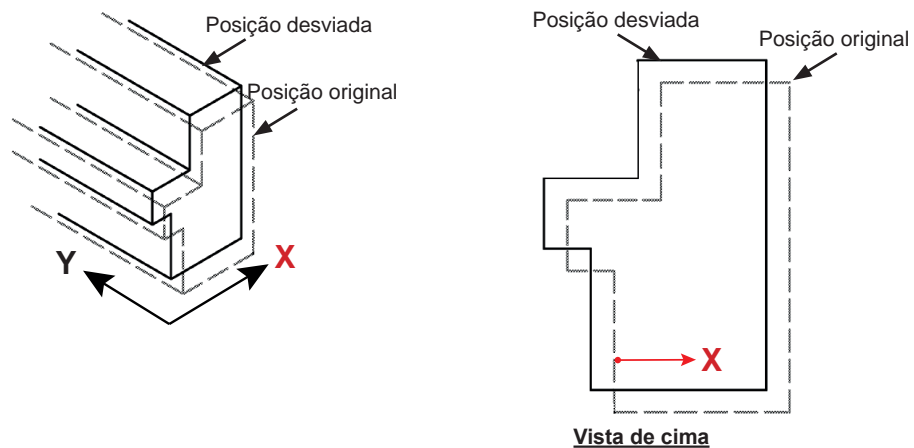 Posição desviada
Posição original
Y
X
Posição desviada
Posição original
X
Vista de cima